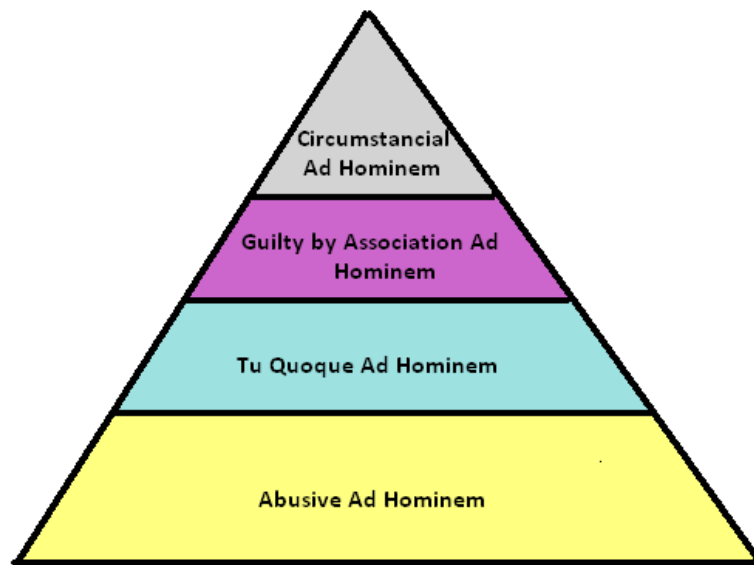 Circumstancial
Ad Hominem
Guilty by Association Ad
Hominem
Tu Quoque Ad Hominem
Abusive Ad Hominem